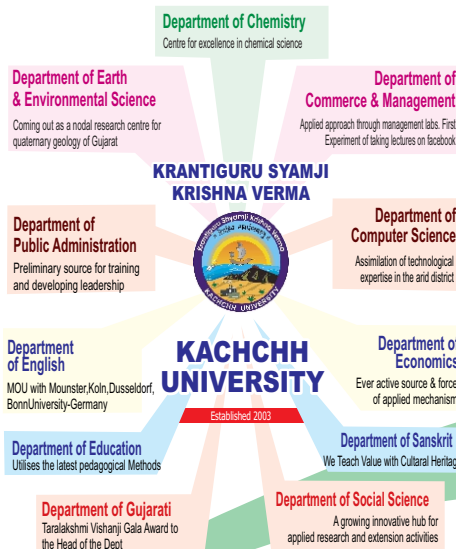 Department of Chemistry
Centre for excellence in chemical science
Department of Earth
& Environmental Science
Coming out as a nodal research centre for
quaternary geology of Gujarat
Department of
Commerce & Management
Applied approach through management labs. First
Experiment of taking lectures on facebook
KRANTIGURU SYAMJI
KRISHNA VERMA
Department of
Public Administration
Preliminary source for training
and developing leadership
Krantiguru Shyamji Krishna Verma
KACHCHH UNIVERSITY
Department of
Computer Science
Assimilation of technological
expertise in the arid district
Department
of English
MOU with Mounster,Koln,Dusseldorf,
BonnUniversity-Germany
KACHCHH
UNIVERSITY
Established 2003
Department of
Economics
Ever active source & force
of applied mechanism
Department of Education
Utilises the latest pedagogical Methods
Department of Sanskrit
We Teach Value with Cultaral Heritag
Department of Gujarati
Taralakshmi Vishanji Gala Award to
the Head of the Dept
Department of Social Science
A growing innovative hub for
applied research and extension activities